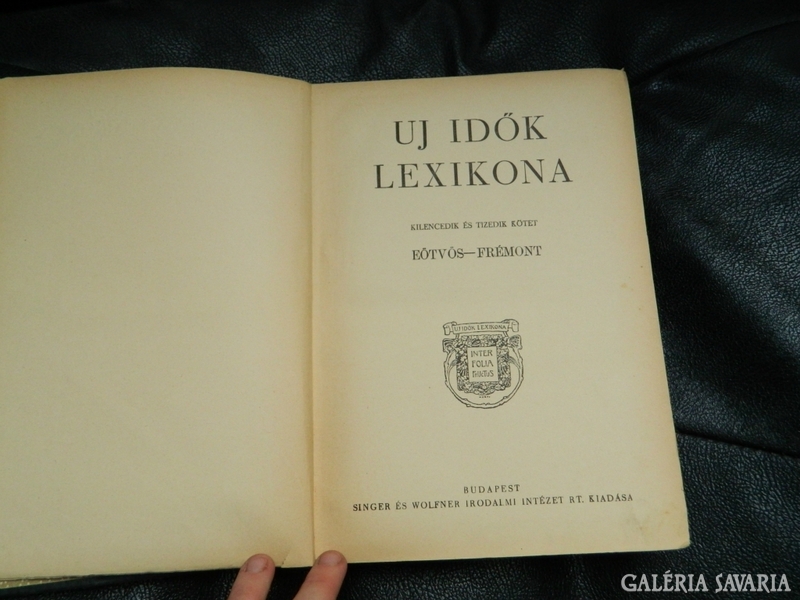 UJ IDŐK
LEXIKONA
KILENCEDIK ÉS TIZEDIK KÖTET
EÖTVÖS—FRÉMONT
UJ IDŐK LEXIKONA
INTER
FOLIA
FRUCTUS
BUDAPEST
SINGER ÉS WOLFNER IRODALMI INTÉZET RT. KIADÁSA
GALÉRIA SAVARIA